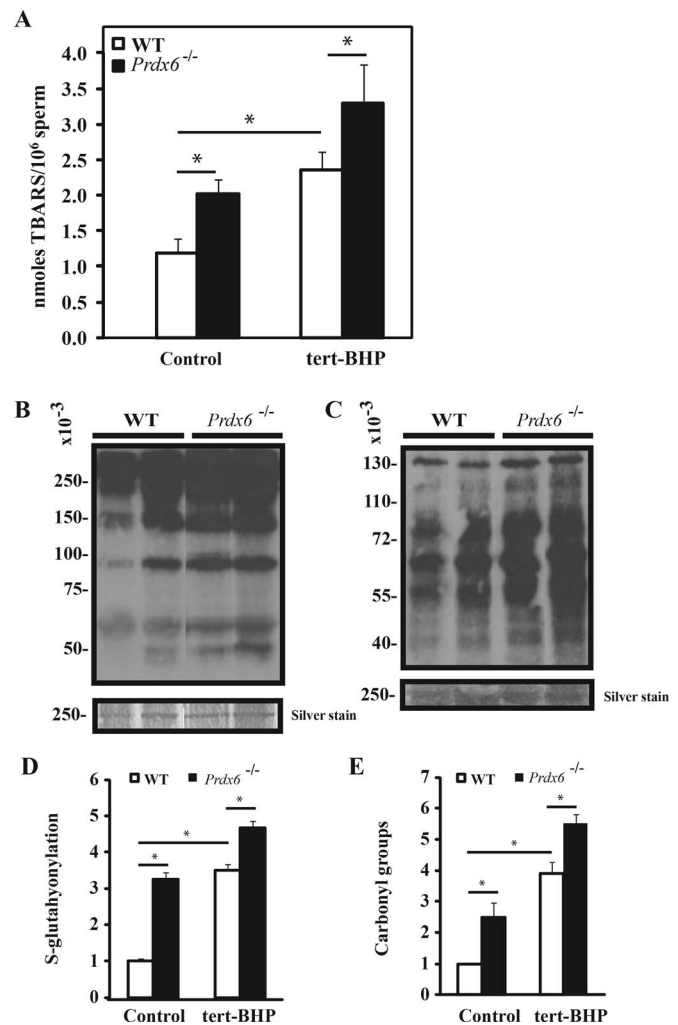 A
nmoles TBARS/10⁶ sperm
4.0
3.5
3.0
2.5
2.0
1.5
1.0
0.5
0.0
WT
Prdx6 -/-
*
*
*
Control tert-BHP
B
x10⁻³
WT Prdx6 -/-
250-
150-
100-
75-
50-
250- Silver stain
C
x10⁻³
WT Prdx6 -/-
130-
110-
72-
55-
40-
250- Silver stain
D
S-glutahyonylation
6
5
4
3
2
1
0
WT Prdx6 -/-
*
*
*
Control tert-BHP
E
Carbonyl groups
7
6
5
4
3
2
1
0
WT Prdx6 -/-
*
*
*
Control tert-BHP